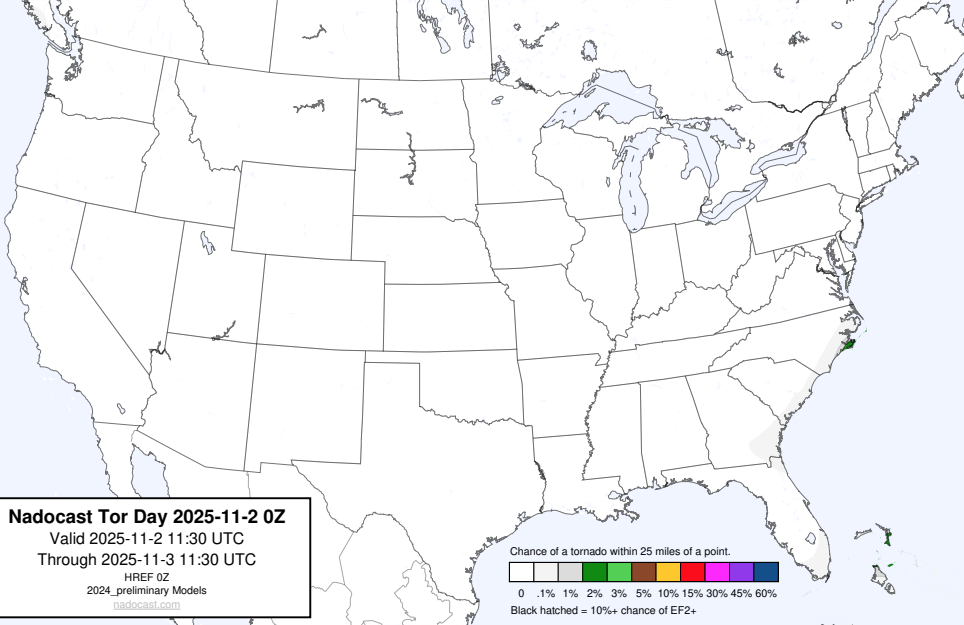 Nadocast Tor Day 2025-11-2 0Z
Valid 2025-11-2 11:30 UTC
Through 2025-11-3 11:30 UTC
HREF 0Z
2024_preliminary Models
nadocast.com
Chance of a tornado within 25 miles of a point.
0 .1% 1% 2% 3% 5% 10% 15% 30% 45% 60%
Black hatched = 10%+ chance of EF2+